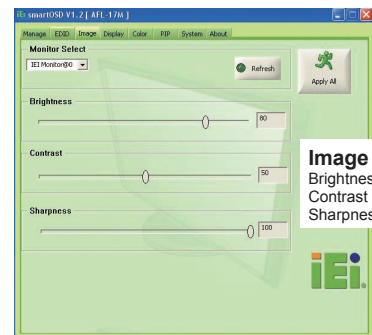 iEi smartOSD V1.2 [ AFL-17M ]
Manage EDID Image Display Color PIP System About
Monitor Select
IEI Monitor@0
Refresh
Apply All
Brightness
80
Contrast
50
Sharpness
100
Image
Brightnes
Contrast
Sharpnes
iEi